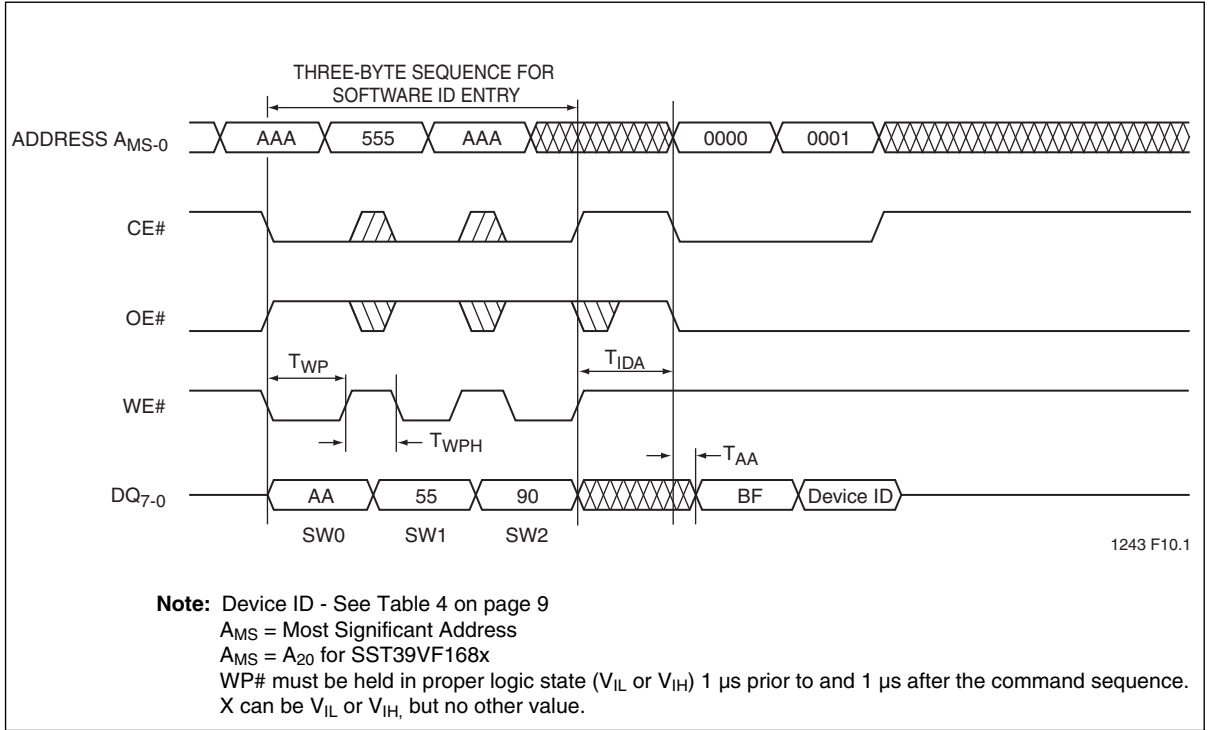 THREE-BYTE SEQUENCE FOR
SOFTWARE ID ENTRY
ADDRESS AMS-0
AAA 555 AAA 0000 0001
CE#
OE#
TWP TIDA
WE#
TWPH
TAA
DQ7-0
AA 55 90 BF Device ID
SW0 SW1 SW2
1243 F10.1
Note: Device ID - See Table 4 on page 9
AMS = Most Significant Address
AMS = A20 for SST39VF168x
WP# must be held in proper logic state (VIL or VIH) 1 µs prior to and 1 µs after the command sequence.
X can be VIL or VIH, but no other value.